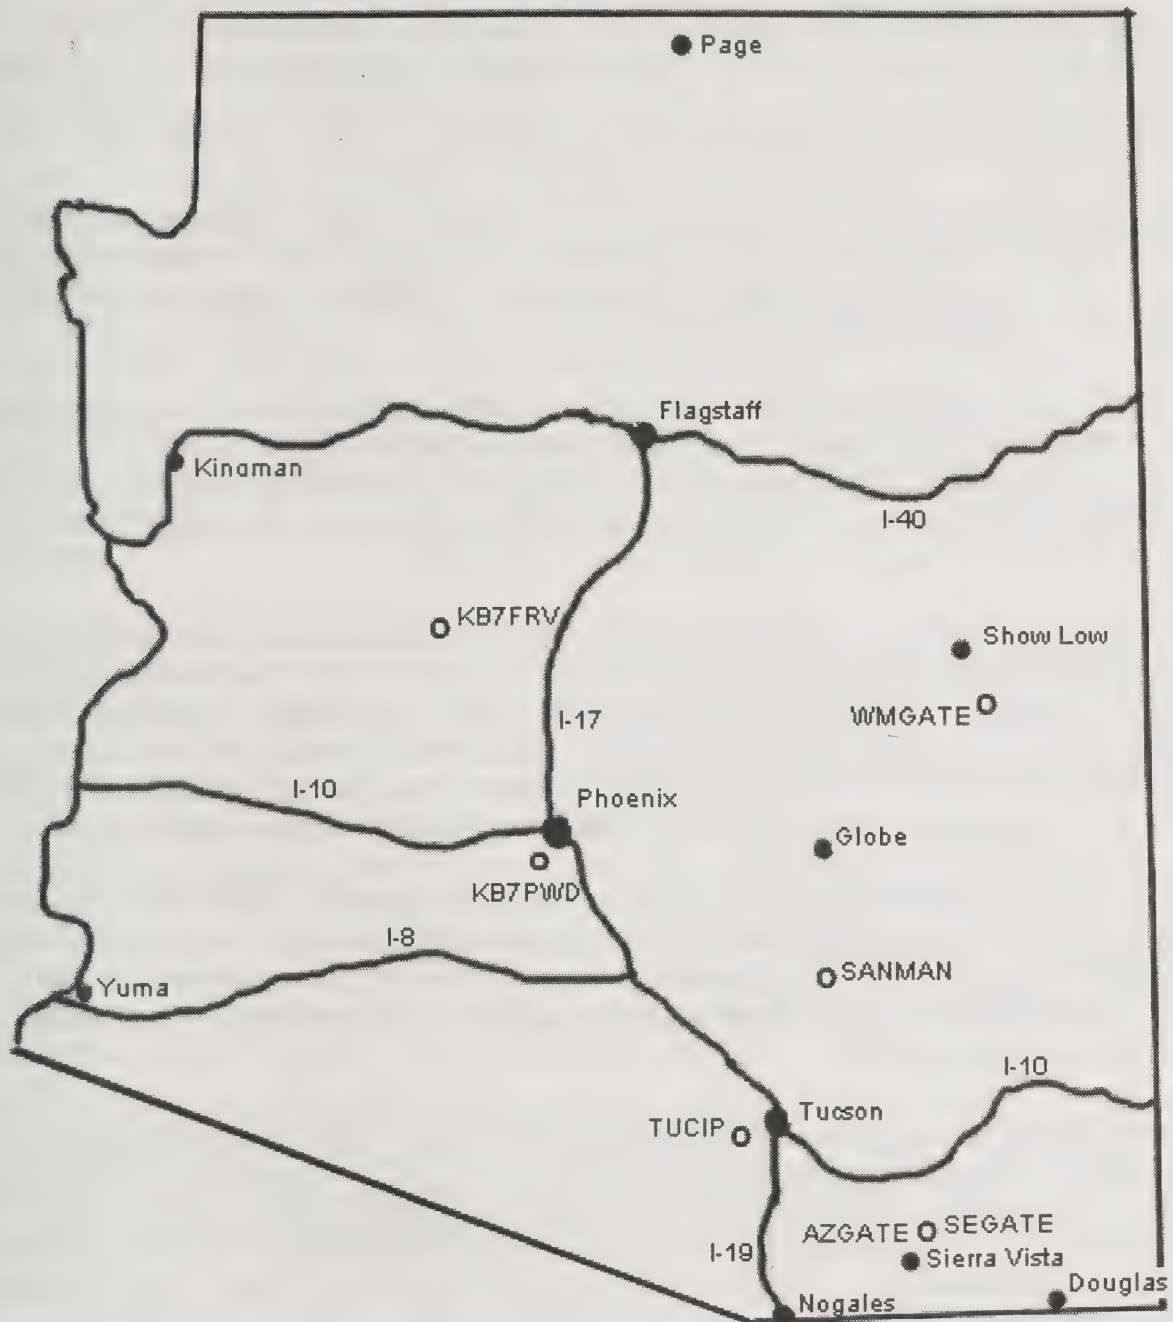 Page
Flagstaff
Kingman
I-40
KB7FRV
Show Low
WMGATE
I-17
I-10
Phoenix
Globe
KB7PWD
I-8
SANMAN
Yuma
I-10
Tucson
TUCIP
AZGATE SEGATE
I-19
Sierra Vista
Douglas
Nogales